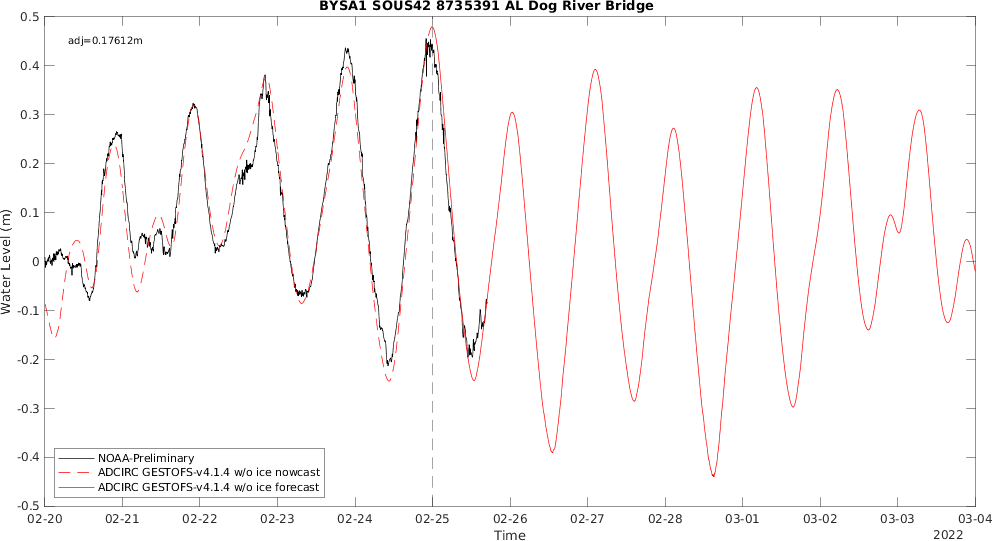 BYSA1 SOUS42 8735391 AL Dog River Bridge
adj=0.17612m
0.5
0.4
0.3
0.2
0.1
0
-0.1
-0.2
-0.3
-0.4
-0.5
Water Level (m)
NOAA-Preliminary
ADCIRC GESTOFS-v4.1.4 w/o ice nowcast
ADCIRC GESTOFS-v4.1.4 w/o ice forecast
02-20 02-21 02-22 02-23 02-24 02-25 02-26 02-27 02-28 03-01 03-02 03-03 03-04
Time
2022